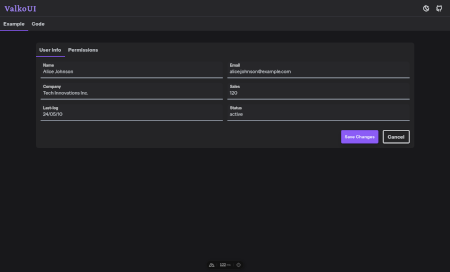 ValkoUI
Example Code
User Info Permissions
Name Email
Alice Johnson alicejohnson@example.com
Company Sales
Tech Innovations Inc. 120
Last-log Status
24/05/10 active
Save Changes Cancel